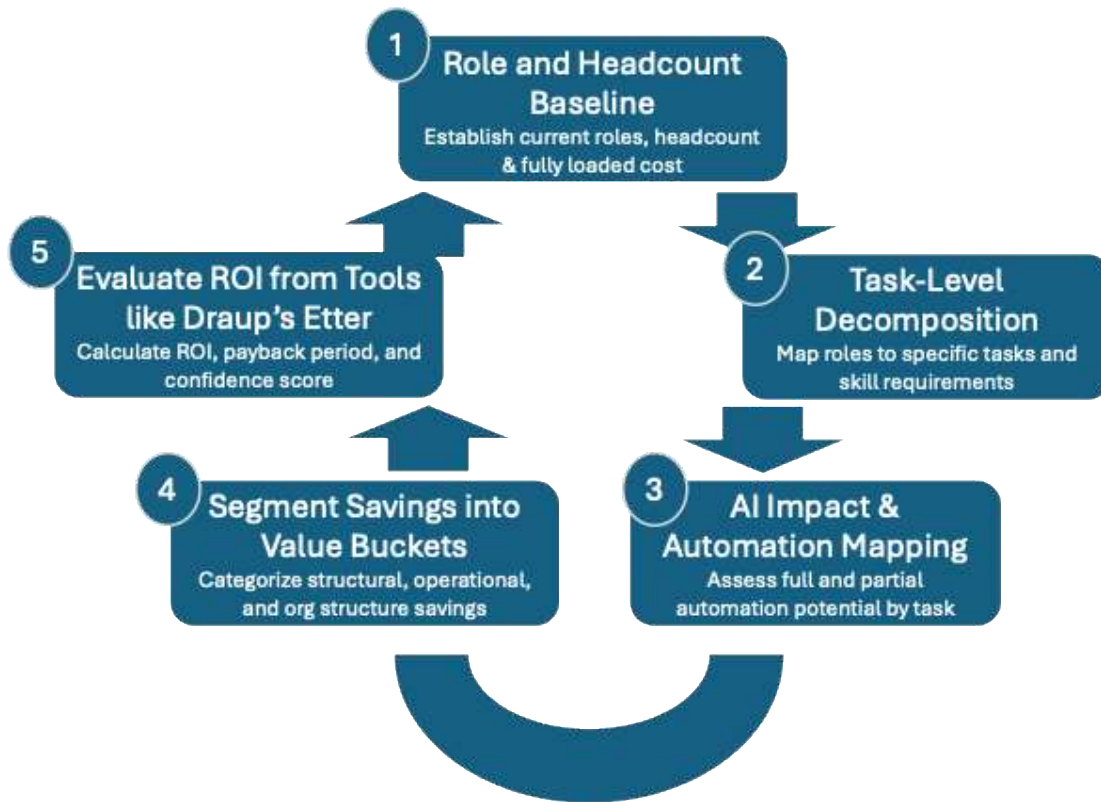 1
Role and Headcount
Baseline
Establish current roles, headcount
& fully loaded cost
2
Task-Level
Decomposition
Map roles to specific tasks and
skill requirements
3
AI Impact &
Automation Mapping
Assess full and partial
automation potential by task
4
Segment Savings into
Value Buckets
Categorize structural, operational,
and org structure savings
5
Evaluate ROI from Tools
like Draup's Etter
Calculate ROI, payback period, and
confidence score